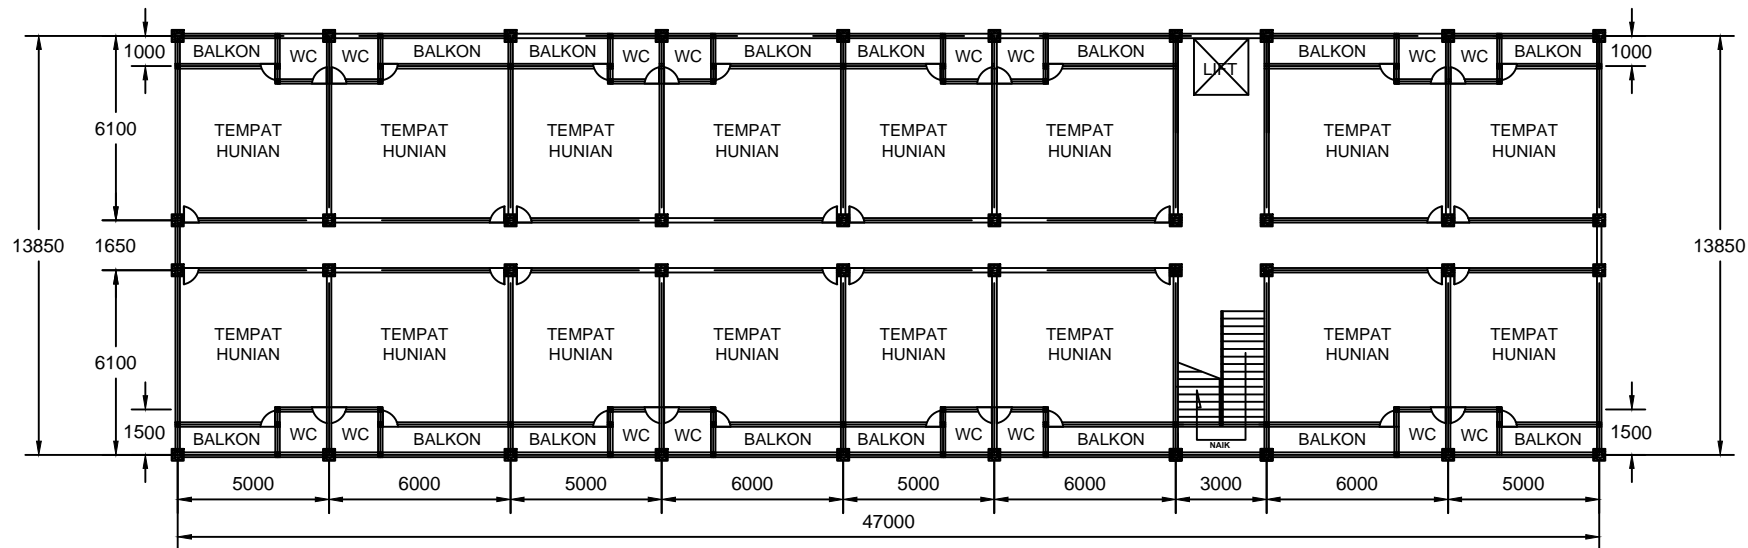 1000
BALKON WC WC BALKON BALKON WC WC BALKON BALKON WC WC BALKON BALKON WC WC BALKON
1000
LIFT
6100
TEMPAT HUNIAN
TEMPAT HUNIAN
TEMPAT HUNIAN
TEMPAT HUNIAN
TEMPAT HUNIAN
TEMPAT HUNIAN
TEMPAT HUNIAN
TEMPAT HUNIAN
13850
1650
13850
6100
TEMPAT HUNIAN
TEMPAT HUNIAN
TEMPAT HUNIAN
TEMPAT HUNIAN
TEMPAT HUNIAN
TEMPAT HUNIAN
TEMPAT HUNIAN
TEMPAT HUNIAN
1500
BALKON WC WC BALKON BALKON WC WC BALKON BALKON WC WC BALKON NAIK BALKON WC WC BALKON
1500
5000 6000 5000 6000 5000 6000 3000 6000 5000
47000